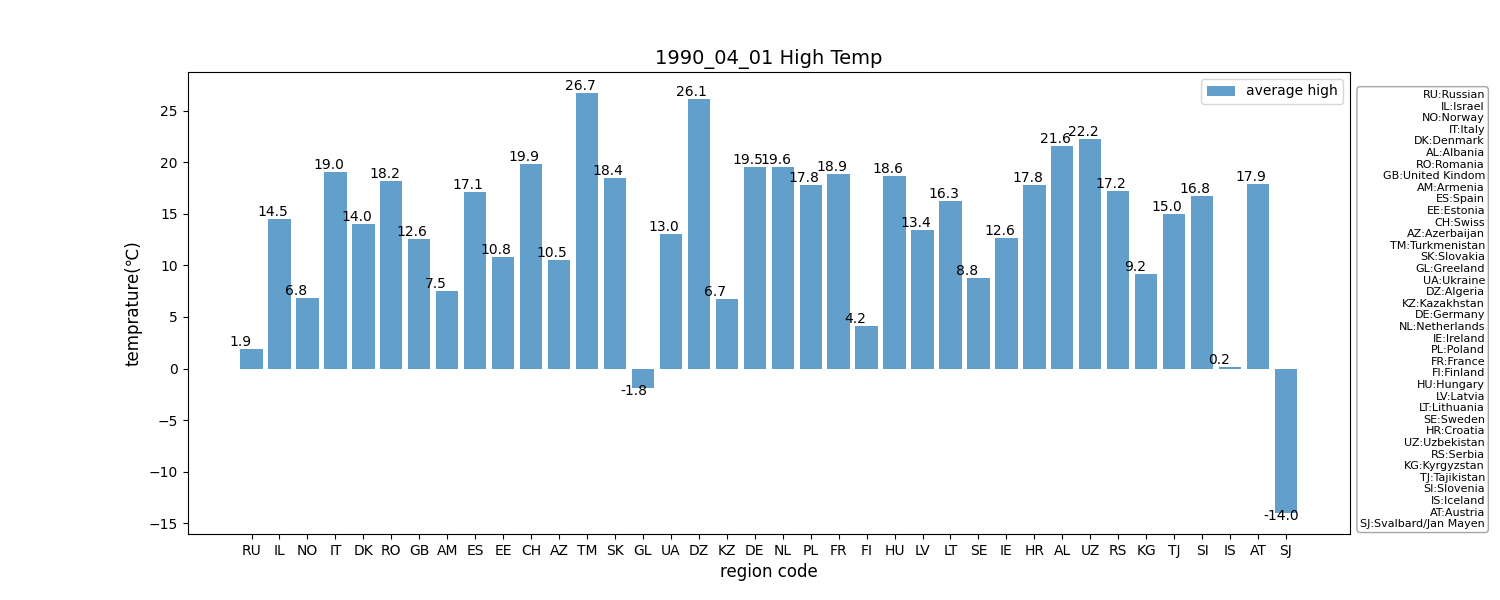 1990_04_01 High Temp
average high
temprature(℃)
25
20
15
10
5
0
−5
−10
−15
1.9
14.5
6.8
19.0
14.0
18.2
12.6
7.5
17.1
10.8
19.9
10.5
26.7
18.4
-1.8
13.0
26.1
6.7
19.5
19.6
17.8
18.9
4.2
18.6
13.4
16.3
8.8
12.6
17.8
21.6
22.2
17.2
9.2
15.0
16.8
0.2
17.9
-14.0
RU IL NO IT DK RO GB AM ES EE CH AZ TM SK GL UA DZ KZ DE NL PL FR FI HU LV LT SE IE HR AL UZ RS KG TJ SI IS AT SJ
region code
RU:Russian
IL:Israel
NO:Norway
IT:Italy
DK:Denmark
AL:Albania
RO:Romania
GB:United Kindom
AM:Armenia
ES:Spain
EE:Estonia
CH:Swiss
AZ:Azerbaijan
TM:Turkmenistan
SK:Slovakia
GL:Greeland
UA:Ukraine
DZ:Algeria
KZ:Kazakhstan
DE:Germany
NL:Netherlands
IE:Ireland
PL:Poland
FR:France
FI:Finland
HU:Hungary
LV:Latvia
LT:Lithuania
SE:Sweden
HR:Croatia
UZ:Uzbekistan
RS:Serbia
KG:Kyrgyzstan
TJ:Tajikistan
SI:Slovenia
IS:Iceland
AT:Austria
SJ:Svalbard/Jan Mayen